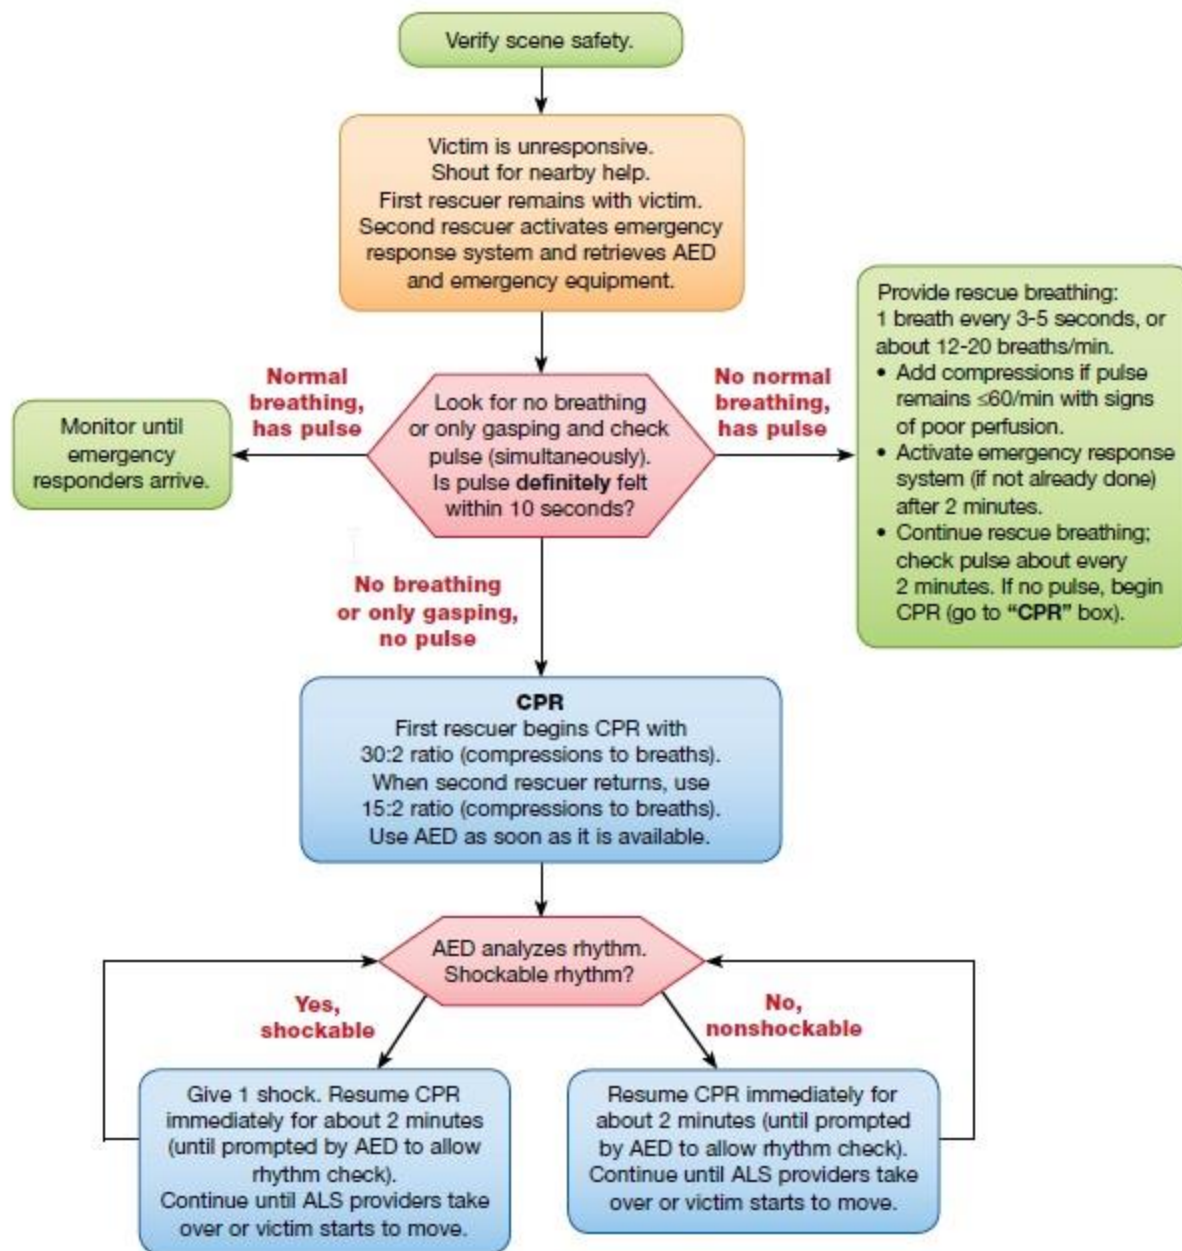 Verify scene safety.
Victim is unresponsive.
Shout for nearby help.
First rescuer remains with victim.
Second rescuer activates emergency
response system and retrieves AED
and emergency equipment.
Normal
breathing,
has pulse
Monitor until
emergency
responders arrive.
Look for no breathing
or only gasping and check
pulse (simultaneously).
Is pulse definitely felt
within 10 seconds?
No normal
breathing,
has pulse
Provide rescue breathing:
1 breath every 3-5 seconds, or
about 12-20 breaths/min.
• Add compressions if pulse
remains ≤60/min with signs
of poor perfusion.
• Activate emergency response
system (if not already done)
after 2 minutes.
• Continue rescue breathing;
check pulse about every
2 minutes. If no pulse, begin
CPR (go to “CPR” box).
No breathing
or only gasping,
no pulse
CPR
First rescuer begins CPR with
30:2 ratio (compressions to breaths).
When second rescuer returns, use
15:2 ratio (compressions to breaths).
Use AED as soon as it is available.
AED analyzes rhythm.
Shockable rhythm?
Yes,
shockable
No,
nonshockable
Give 1 shock. Resume CPR
immediately for about 2 minutes
(until prompted by AED to allow
rhythm check).
Continue until ALS providers take
over or victim starts to move.
Resume CPR immediately for
about 2 minutes (until prompted
by AED to allow rhythm check).
Continue until ALS providers take
over or victim starts to move.